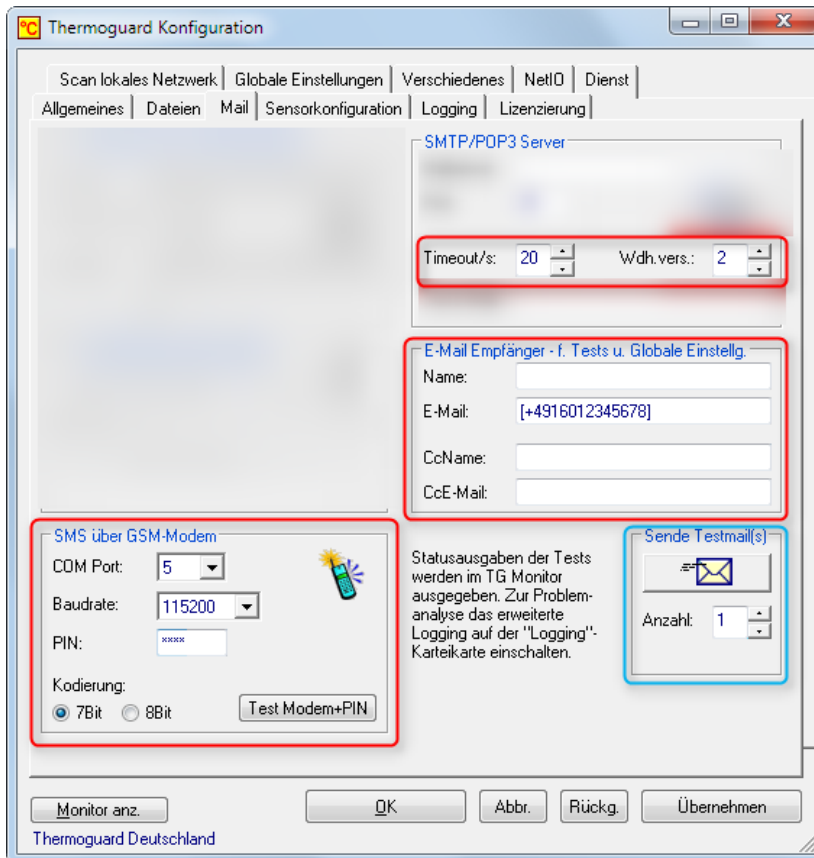 °C Thermoguard Konfiguration
Scan lokales Netzwerk Globale Einstellungen Verschiedenes NetIO Dienst
Allgemeines Dateien Mail Sensorkonfiguration Logging Lizenzierung
SMTP/POP3 Server
Timeout/s: 20 Wdh.vers.: 2
E-Mail Empfänger - f. Tests u. Globale Einstellg.
Name:
E-Mail: [+4916012345678]
CcName:
CcE-Mail:
SMS über GSM-Modem
COM Port: 5
Baudrate: 115200
PIN: ****
Kodierung:
7Bit 8Bit Test Modem+PIN
Statusausgaben der Tests
werden im TG Monitor
ausgegeben. Zur Problem-
analyse das erweiterte
Logging auf der "Logging"-
Karteikarte einschalten.
Sende Testmail(s)
Anzahl: 1
Monitor anz. OK Abbr. Rückg. Übernehmen
Thermoguard Deutschland